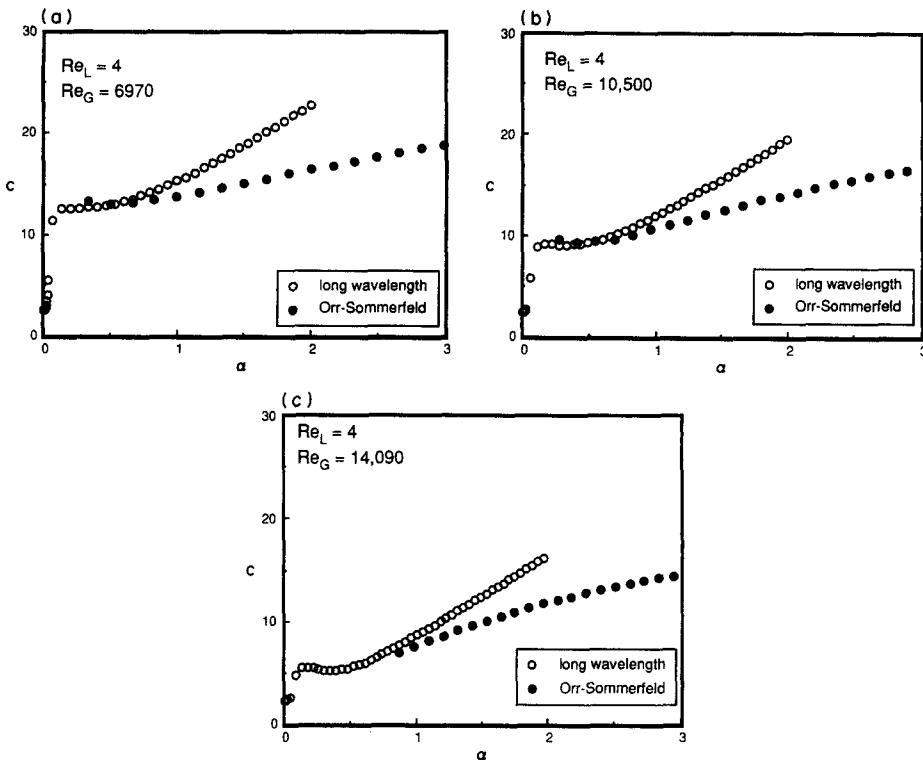 (a)
30
Re_L = 4
Re_G = 6970
20
c
10
0
0 1 2 3
α
○ long wavelength
● Orr-Sommerfeld
(b)
30
Re_L = 4
Re_G = 10,500
20
c
10
0
0 1 2 3
α
○ long wavelength
● Orr-Sommerfeld
(c)
30
Re_L = 4
Re_G = 14,090
20
c
10
0
0 1 2 3
α
○ long wavelength
● Orr-Sommerfeld